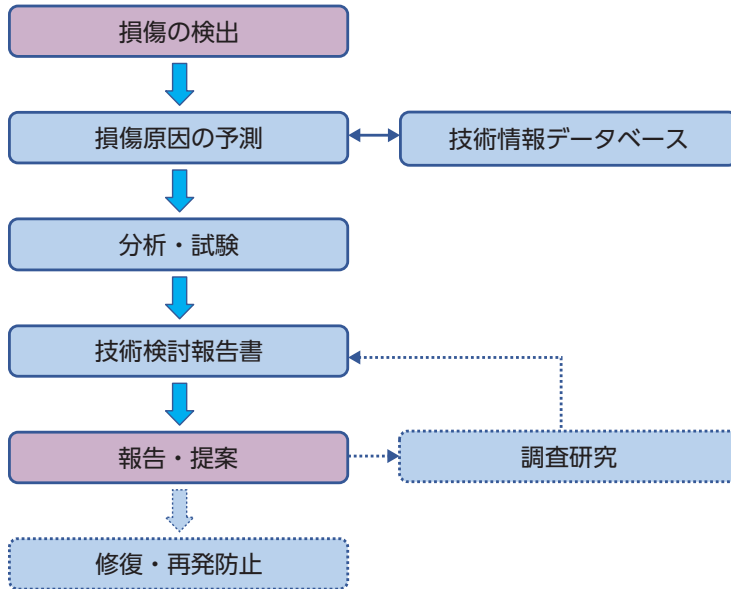 損傷の検出
損傷原因の予測
技術情報データベース
分析・試験
技術検討報告書
報告・提案
調査研究
修復・再発防止